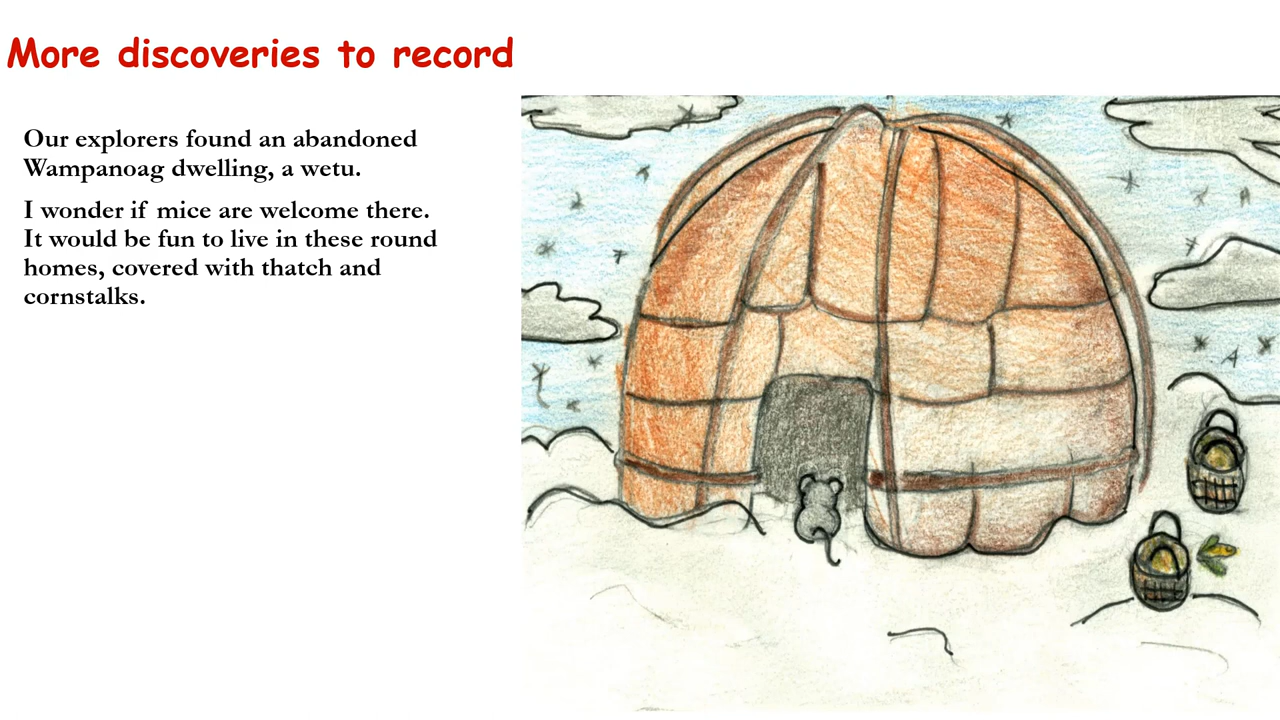 More discoveries to record
Our explorers found an abandoned
Wampanoag dwelling, a wetu.
I wonder if mice are welcome there.
It would be fun to live in these round
homes, covered with thatch and
cornstalks.